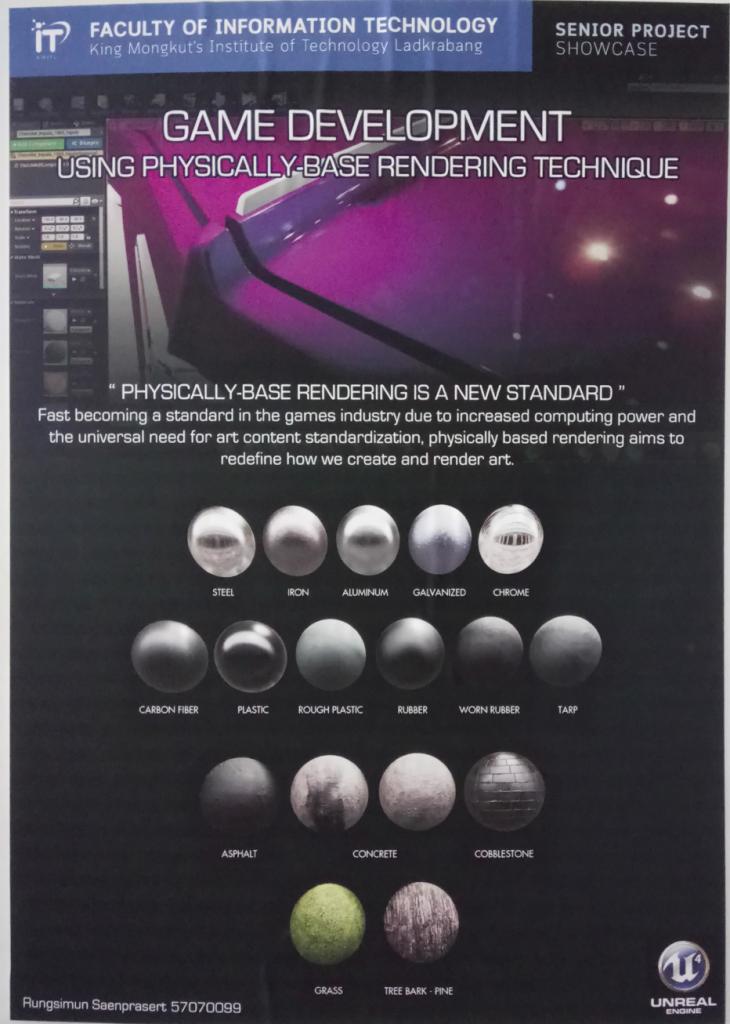 iT
KMITL
FACULTY OF INFORMATION TECHNOLOGY
King Mongkut's Institute of Technology Ladkrabang
SENIOR PROJECT
SHOWCASE
GAME DEVELOPMENT
USING PHYSICALLY-BASE RENDERING TECHNIQUE
Transform
“ PHYSICALLY-BASE RENDERING IS A NEW STANDARD ”
Fast becoming a standard in the games industry due to increased computing power and
the universal need for art content standardization, physically based rendering aims to
redefine how we create and render art.
STEEL IRON ALUMINUM GALVANIZED CHROME
CARBON FIBER PLASTIC ROUGH PLASTIC RUBBER WORN RUBBER TARP
ASPHALT CONCRETE COBBLESTONE
GRASS TREE BARK - PINE
Rungsimun Saenprasert 57070099
4
UNREAL
ENGINE